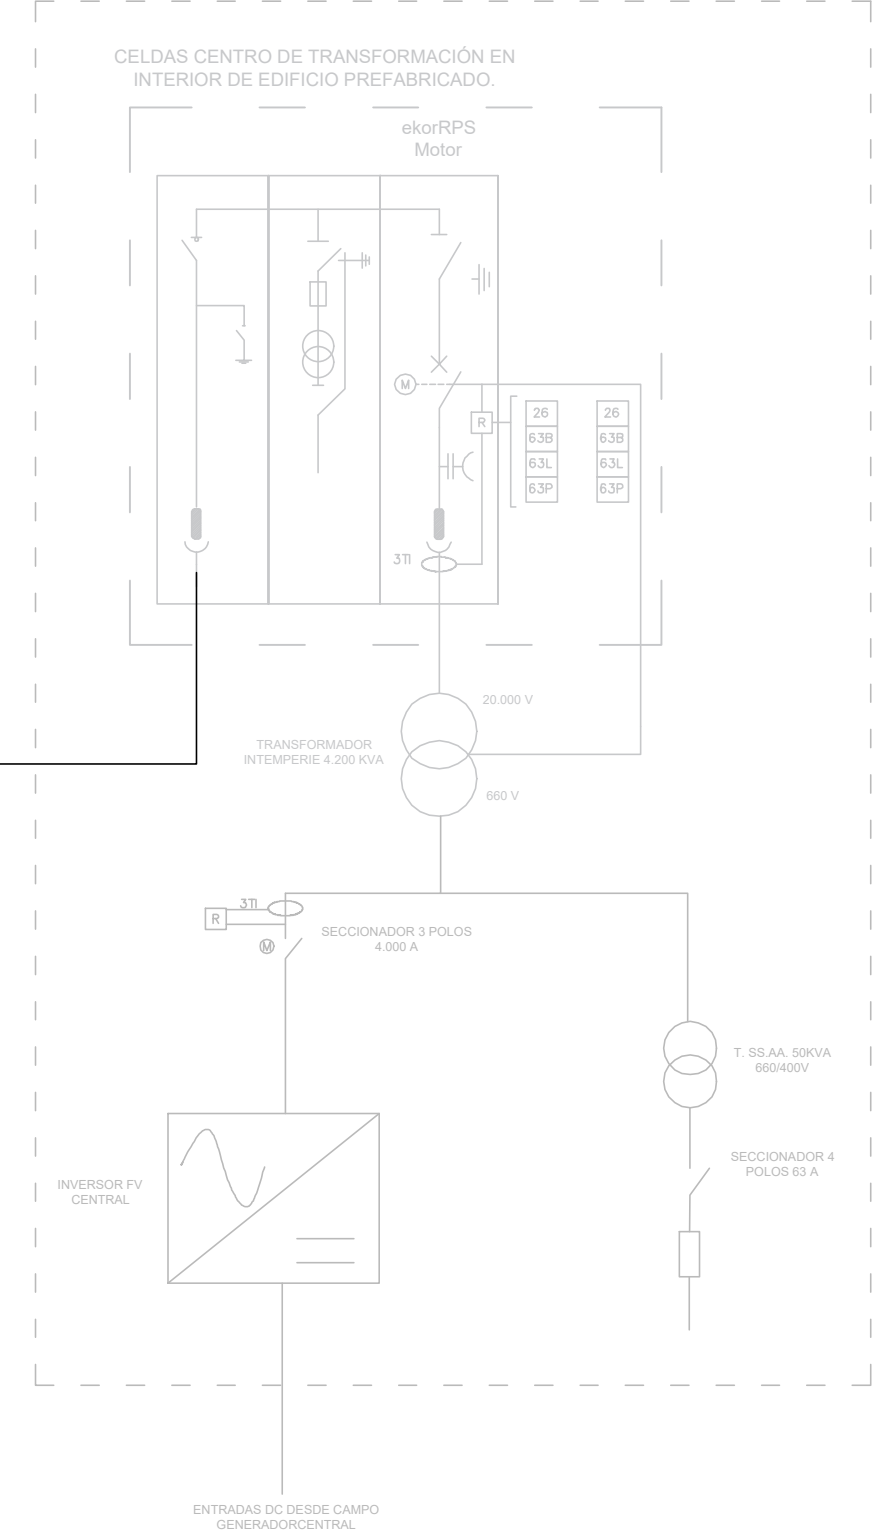 CELDAS CENTRO DE TRANSFORMACIÓN EN
INTERIOR DE EDIFICIO PREFABRICADO.
ekorRPS
Motor
M
R
26
63B
63L
63P
26
63B
63L
63P
3TI
20.000 V
TRANSFORMADOR
INTEMPERIE 4.200 KVA
660 V
3TI
R
M
SECCIONADOR 3 POLOS
4.000 A
T. SS.AA. 50KVA
660/400V
SECCIONADOR 4
POLOS 63 A
INVERSOR FV
CENTRAL
ENTRADAS DC DESDE CAMPO
GENERADORCENTRAL